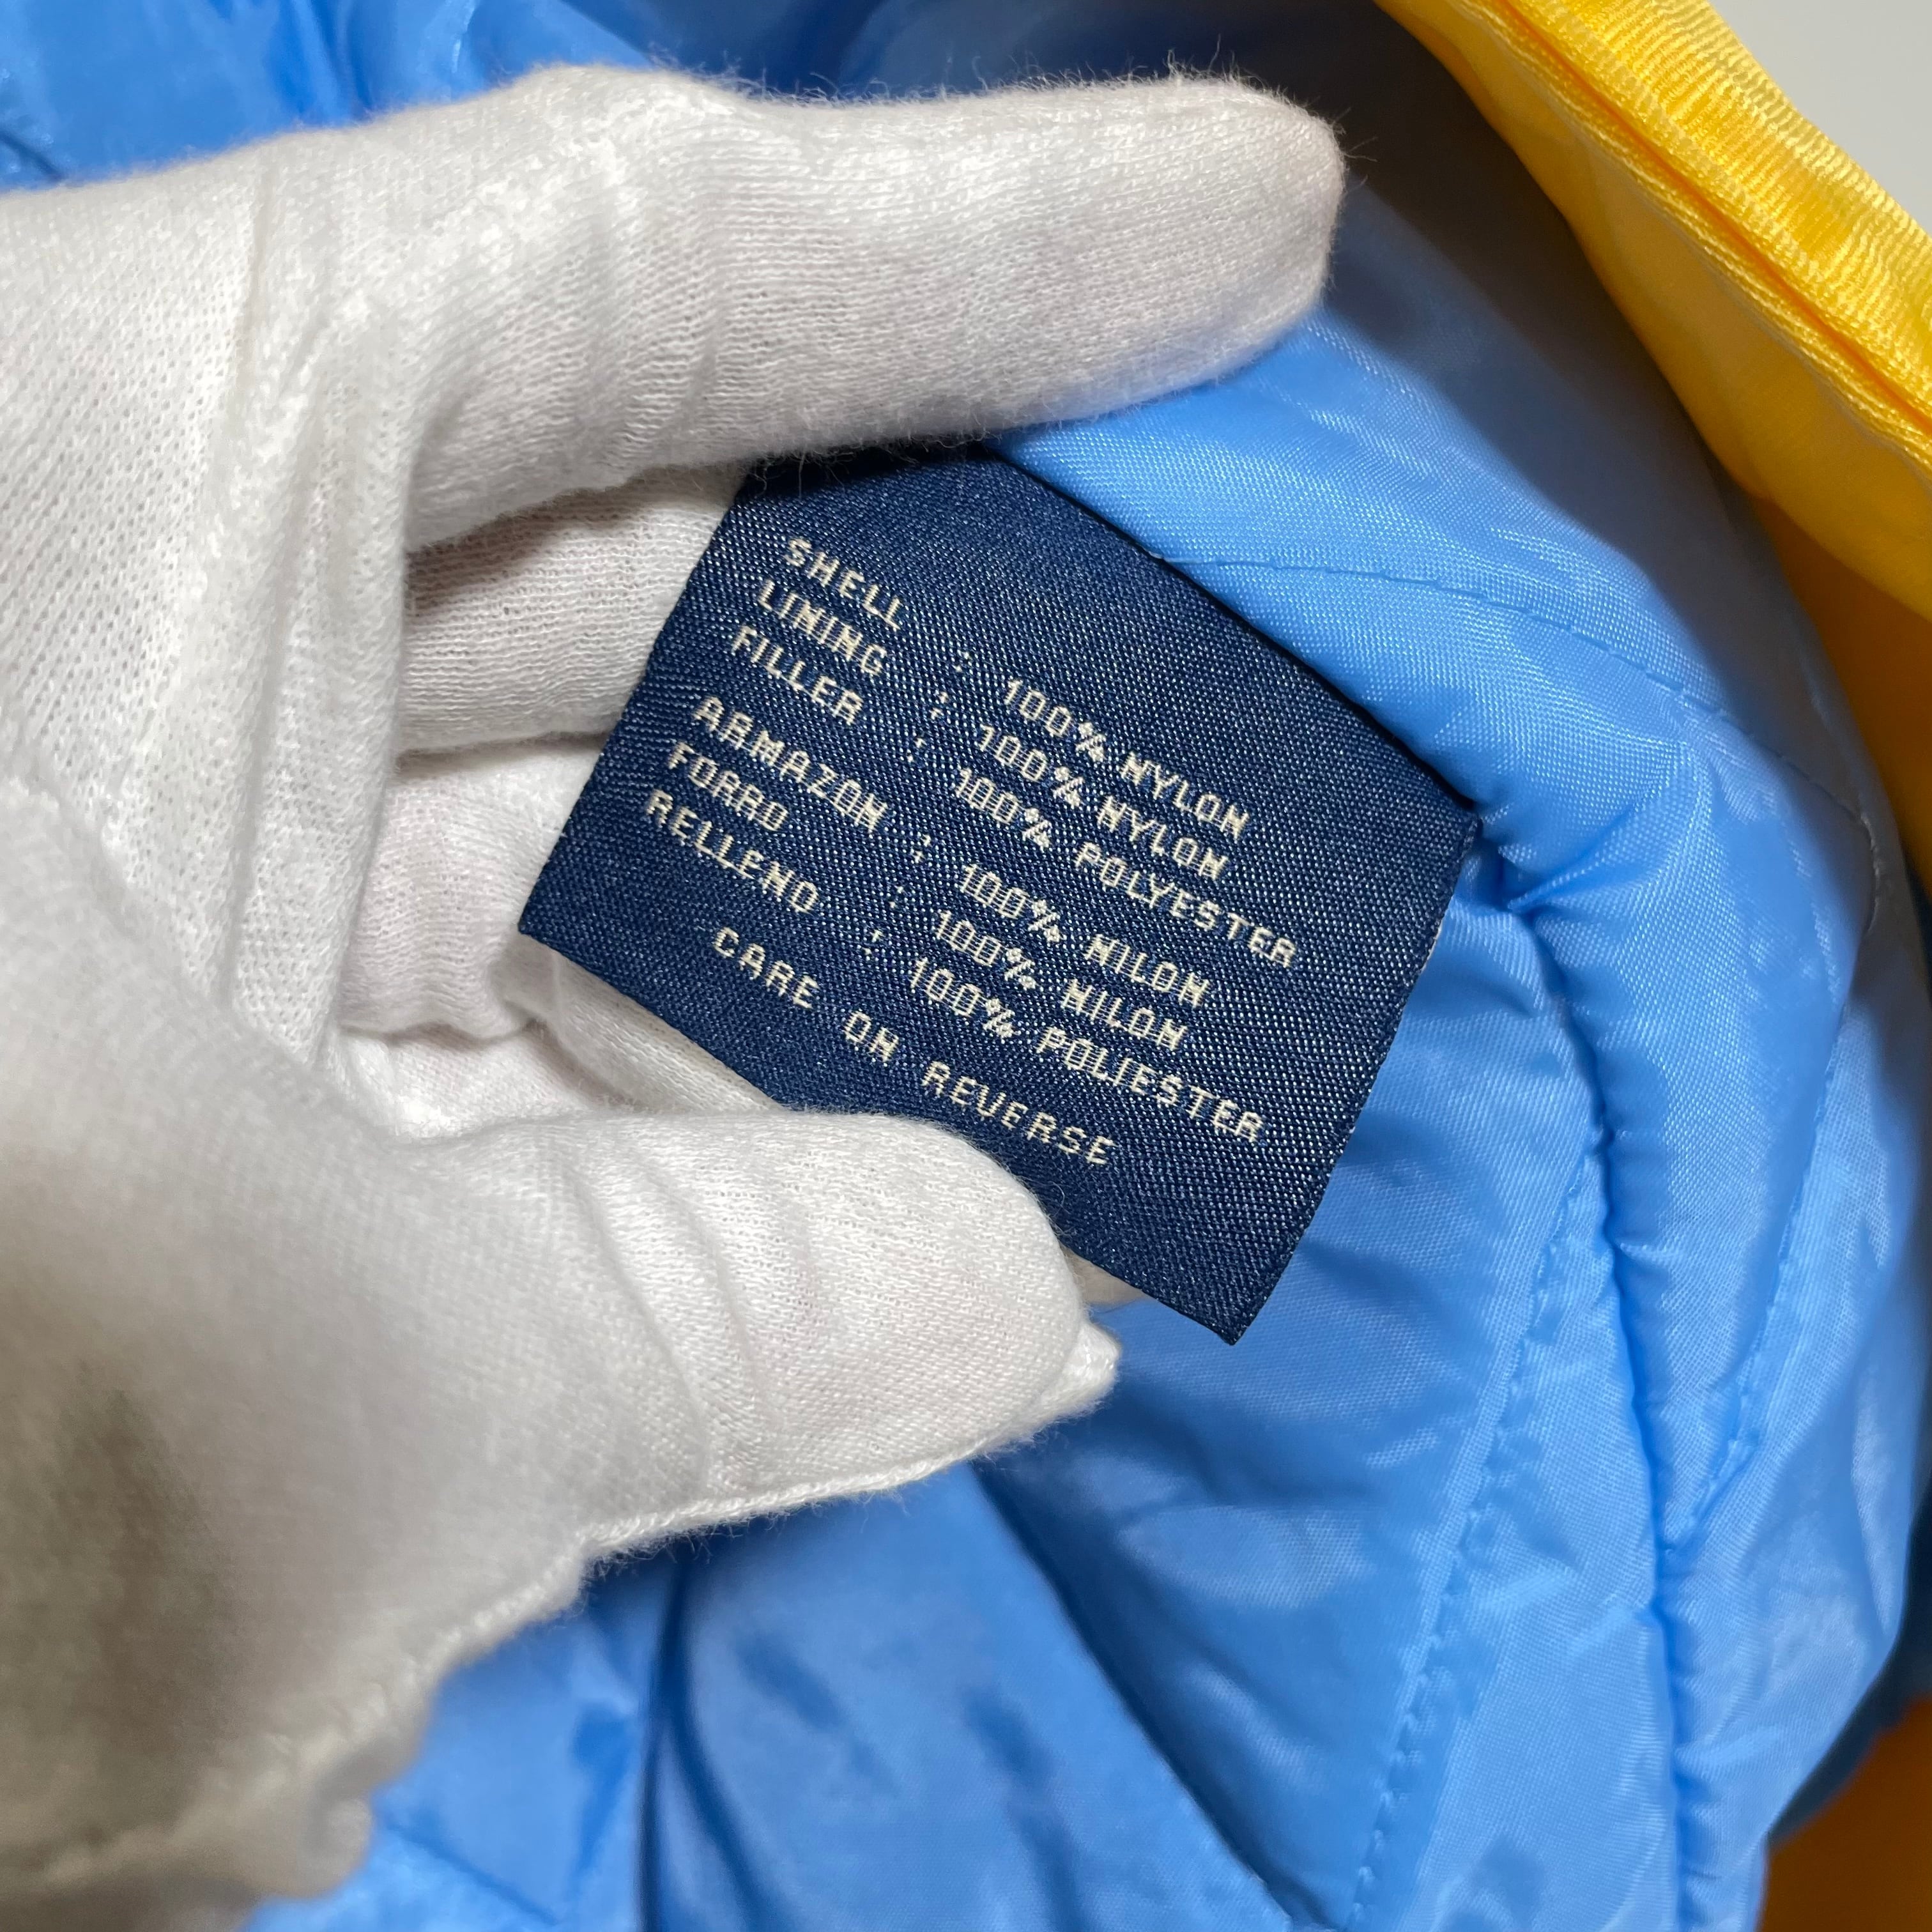 SHELL : 100% NYLON
LINING : 100% NYLON
FILLER : 100% POLYESTER
ARMAZON : 100% NILON
FORRO : 100% NILON
RELLENO : 100% POLIESTER
CARE ON REVERSE